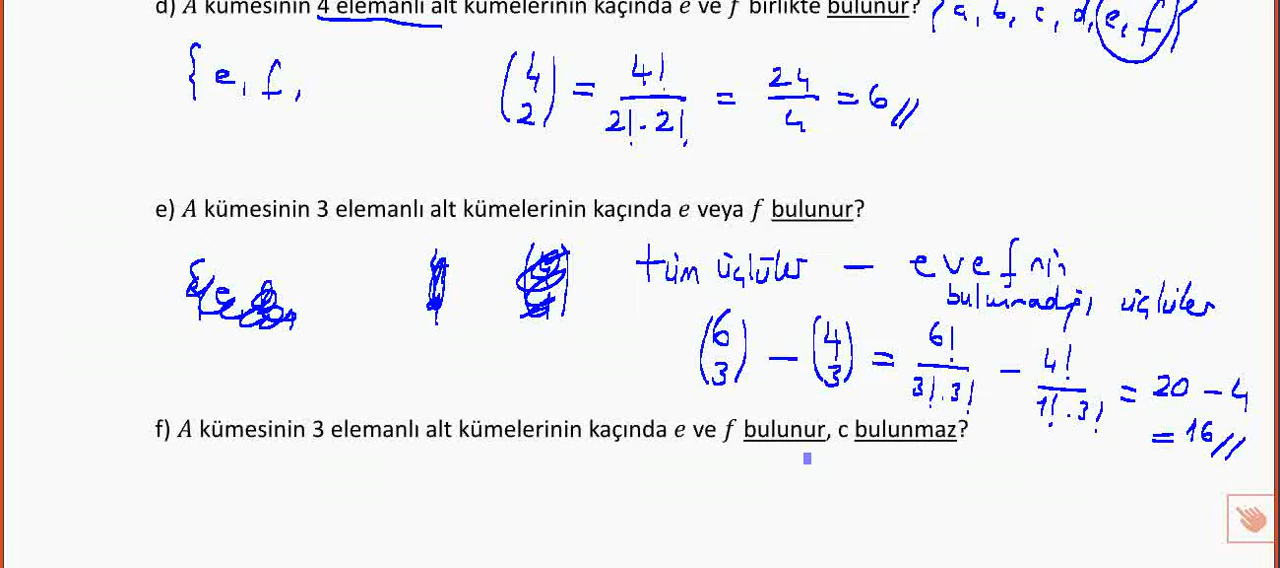 d) A kümesinin 4 elemanlı alt kümelerinin kaçında e ve f birlikte bulunur? { a, b, c, d, e, f }
{ e, f,
(4 2) = 4! / 2! · 2! = 24 / 4 = 6 //
e) A kümesinin 3 elemanlı alt kümelerinin kaçında e veya f bulunur?
tüm üçlüler — e ve f nin
bulunmadığı üçlüler
(6 3) — (4 3) = 6! / 3! · 3! — 4! / 1! · 3! = 20 – 4
= 16 //
f) A kümesinin 3 elemanlı alt kümelerinin kaçında e ve f bulunur, c bulunmaz?